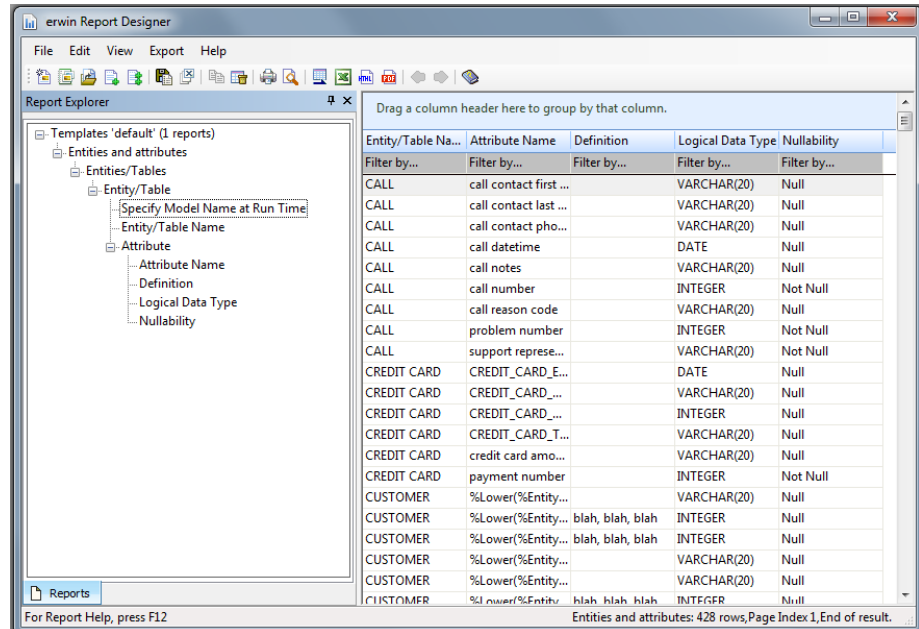 erwin Report Designer
File Edit View Export Help
Report Explorer
Templates 'default' (1 reports)
Entities and attributes
Entities/Tables
Entity/Table
Specify Model Name at Run Time
Entity/Table Name
Attribute
Attribute Name
Definition
Logical Data Type
Nullability
Reports
Drag a column header here to group by that column.
Entity/Table Na... Attribute Name Definition Logical Data Type Nullability
Filter by... Filter by... Filter by... Filter by... Filter by...
CALL call contact first ... VARCHAR(20) Null
CALL call contact last ... VARCHAR(20) Null
CALL call contact pho... VARCHAR(20) Null
CALL call datetime DATE Null
CALL call notes VARCHAR(20) Null
CALL call number INTEGER Not Null
CALL call reason code VARCHAR(20) Null
CALL problem number INTEGER Not Null
CALL support represe... VARCHAR(20) Not Null
CREDIT CARD CREDIT_CARD_E... DATE Null
CREDIT CARD CREDIT_CARD_... VARCHAR(20) Null
CREDIT CARD CREDIT_CARD_... INTEGER Null
CREDIT CARD CREDIT_CARD_T... VARCHAR(20) Null
CREDIT CARD credit card amo... VARCHAR(20) Null
CREDIT CARD payment number INTEGER Not Null
CUSTOMER %Lower(%Entity... VARCHAR(20) Null
CUSTOMER %Lower(%Entity... blah, blah, blah INTEGER Null
CUSTOMER %Lower(%Entity... blah, blah, blah INTEGER Null
CUSTOMER %Lower(%Entity... VARCHAR(20) Null
CUSTOMER %Lower(%Entity... VARCHAR(20) Null
CUSTOMER %Lower(%Entity... blah, blah, blah INTEGER Null
For Report Help, press F12
Entities and attributes: 428 rows,Page Index 1,End of result.